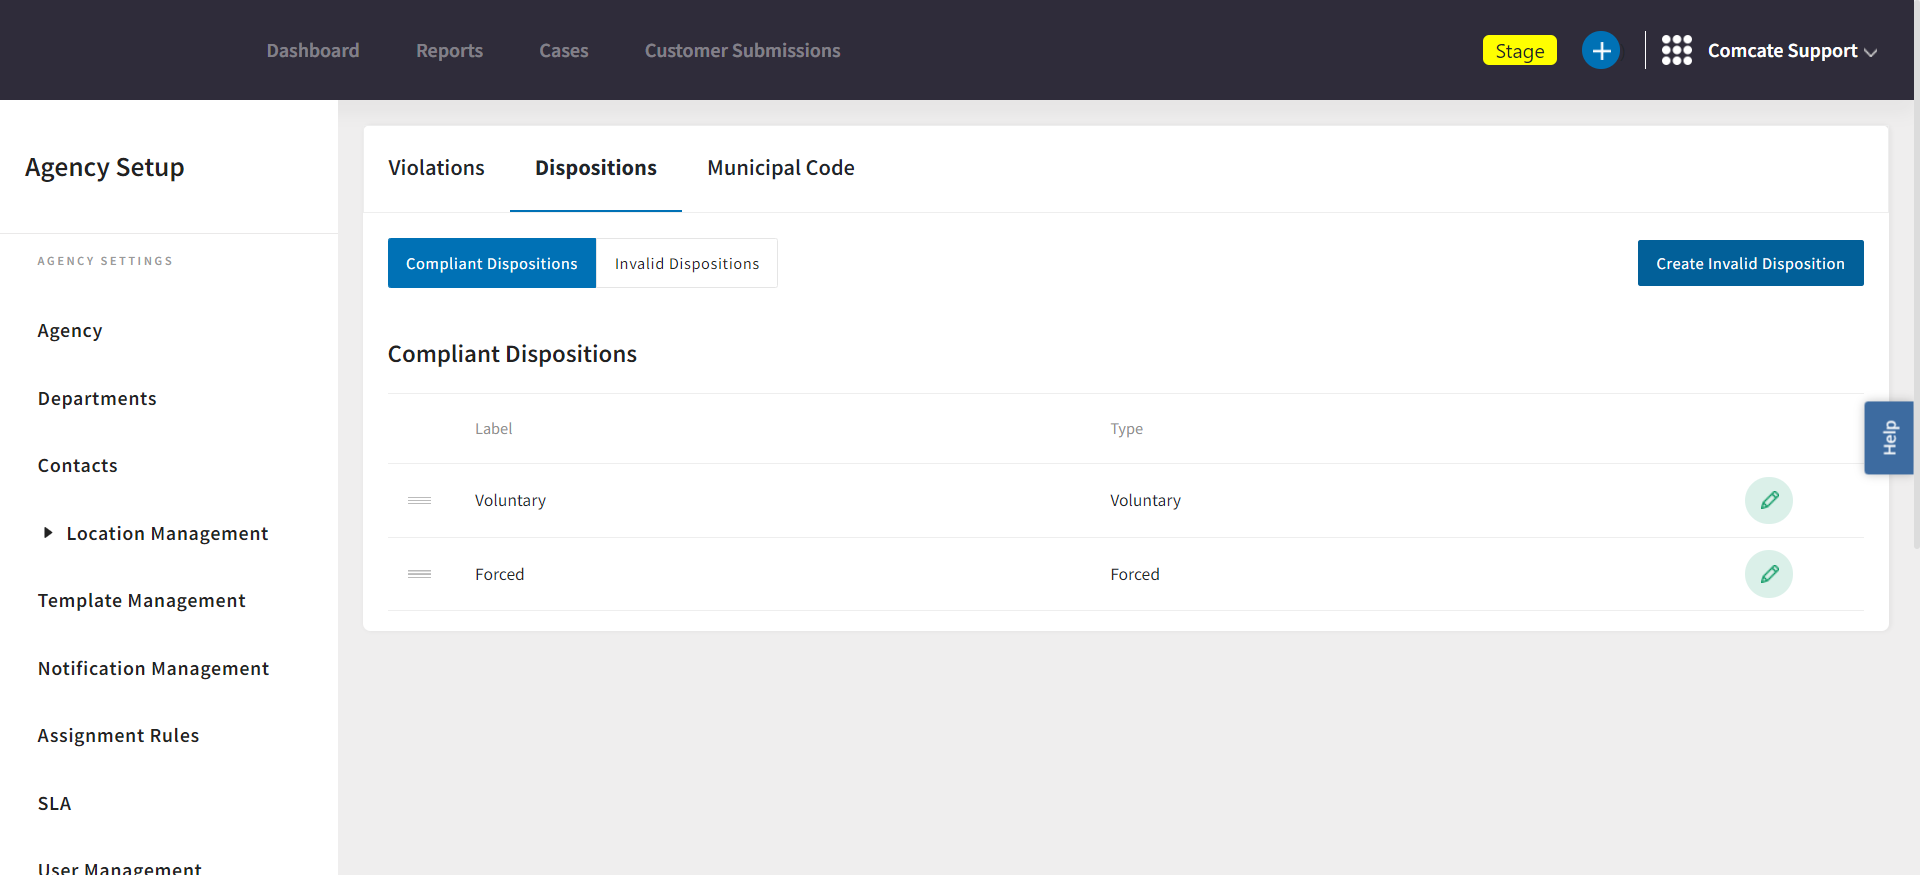 Dashboard
Reports
Cases
Customer Submissions
Stage
Comcate Support
Agency Setup
AGENCY SETTINGS
Agency
Departments
Contacts
Location Management
Template Management
Notification Management
Assignment Rules
SLA
User Management
Violations
Dispositions
Municipal Code
Compliant Dispositions
Invalid Dispositions
Create Invalid Disposition
Compliant Dispositions
Label
Type
Voluntary
Voluntary
Forced
Forced
Help